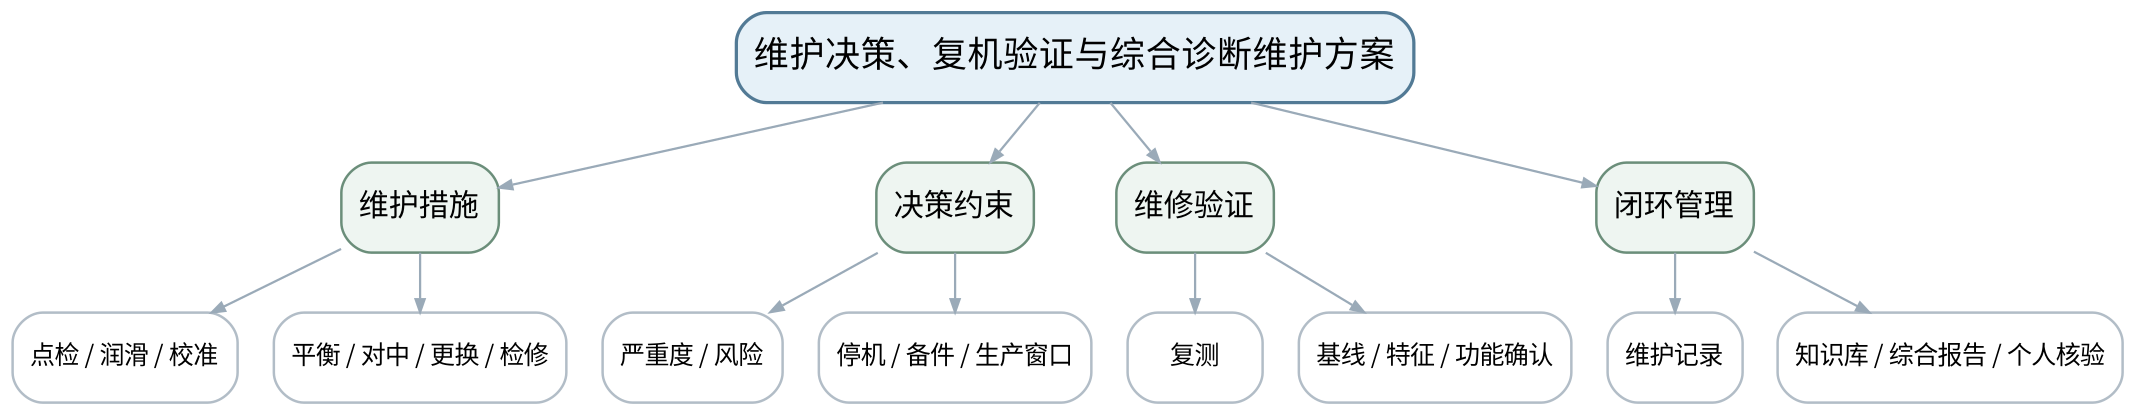 维护决策、复机验证与综合诊断维护方案
维护措施
决策约束
维修验证
闭环管理
点检 / 润滑 / 校准
平衡 / 对中 / 更换 / 检修
严重度 / 风险
停机 / 备件 / 生产窗口
复测
基线 / 特征 / 功能确认
维护记录
知识库 / 综合报告 / 个人核验